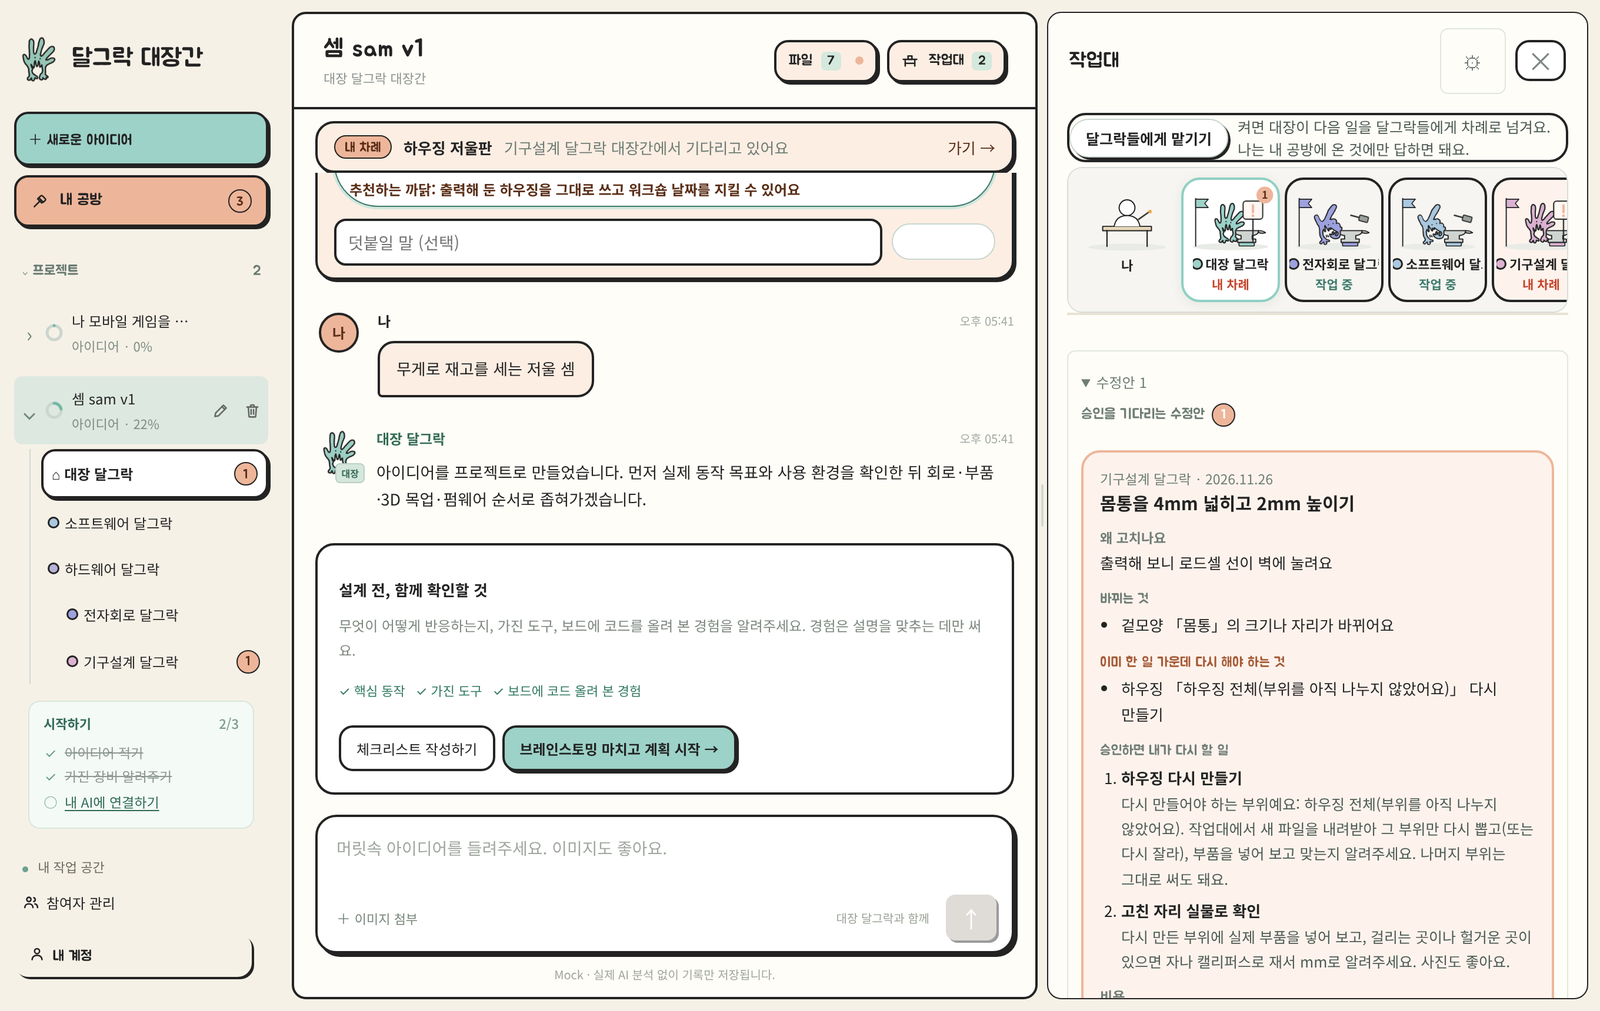 달그락 대장간
+ 새로운 아이디어
내 공방
3
프로젝트
2
나 모바일 게임을 ⋯
아이디어 · 0%
셈 sam v1
아이디어 · 22%
대장 달그락
1
소프트웨어 달그락
하드웨어 달그락
전자회로 달그락
기구설계 달그락
1
시작하기
2/3
아이디어 적기
가진 장비 알려주기
내 AI에 연결하기
내 작업 공간
참여자 관리
내 계정
셈 sam v1
대장 달그락 대장간
파일 7
작업대 2
내 차례 하우징 저울판 기구설계 달그락 대장간에서 기다리고 있어요 가기 →
추천하는 까닭: 출력해 둔 하우징을 그대로 쓰고 워크숍 날짜를 지킬 수 있어요
덧붙일 말 (선택)
나
나
오후 05:41
무게로 재고를 세는 저울 셈
대장
대장 달그락
오후 05:41
아이디어를 프로젝트로 만들었습니다. 먼저 실제 동작 목표와 사용 환경을 확인한 뒤 회로·부품
·3D 목업·펌웨어 순서로 좁혀가겠습니다.
설계 전, 함께 확인할 것
무엇이 어떻게 반응하는지, 가진 도구, 보드에 코드를 올려 본 경험을 알려주세요. 경험은 설명을 맞추는 데만 써
요.
✓ 핵심 동작 ✓ 가진 도구 ✓ 보드에 코드 올려 본 경험
체크리스트 작성하기
브레인스토밍 마치고 계획 시작 →
머릿속 아이디어를 들려주세요. 이미지도 좋아요.
+ 이미지 첨부
대장 달그락과 함께
↑
Mock · 실제 AI 분석 없이 기록만 저장됩니다.
작업대
달그락들에게 맡기기
켜면 대장이 다음 일을 달그락들에게 차례로 넘겨요.
나는 내 공방에 온 것에만 답하면 돼요.
나
1
대장 달그락
내 차례
전자회로 달그
작업 중
소프트웨어 달
작업 중
기구설계 달
내 차례
▼ 수정안 1
승인을 기다리는 수정안 1
기구설계 달그락 · 2026.11.26
몸통을 4mm 넓히고 2mm 높이기
왜 고치나요
출력해 보니 로드셀 선이 벽에 눌려요
바뀌는 것
• 겉모양 「몸통」의 크기나 자리가 바뀌어요
이미 한 일 가운데 다시 해야 하는 것
• 하우징 「하우징 전체(부위를 아직 나누지 않았어요)」 다시
만들기
승인하면 내가 다시 할 일
1. 하우징 다시 만들기
다시 만들어야 하는 부위예요: 하우징 전체(부위를 아직 나누지
않았어요). 작업대에서 새 파일을 내려받아 그 부위만 다시 뽑고(또는
다시 잘라), 부품을 넣어 보고 맞는지 알려주세요. 나머지 부위는
그대로 써도 돼요.
2. 고친 자리 실물로 확인
다시 만든 부위에 실제 부품을 넣어 보고, 걸리는 곳이나 헐거운 곳이
있으면 자나 캘리퍼스로 재서 mm로 알려주세요. 사진도 좋아요.
비용